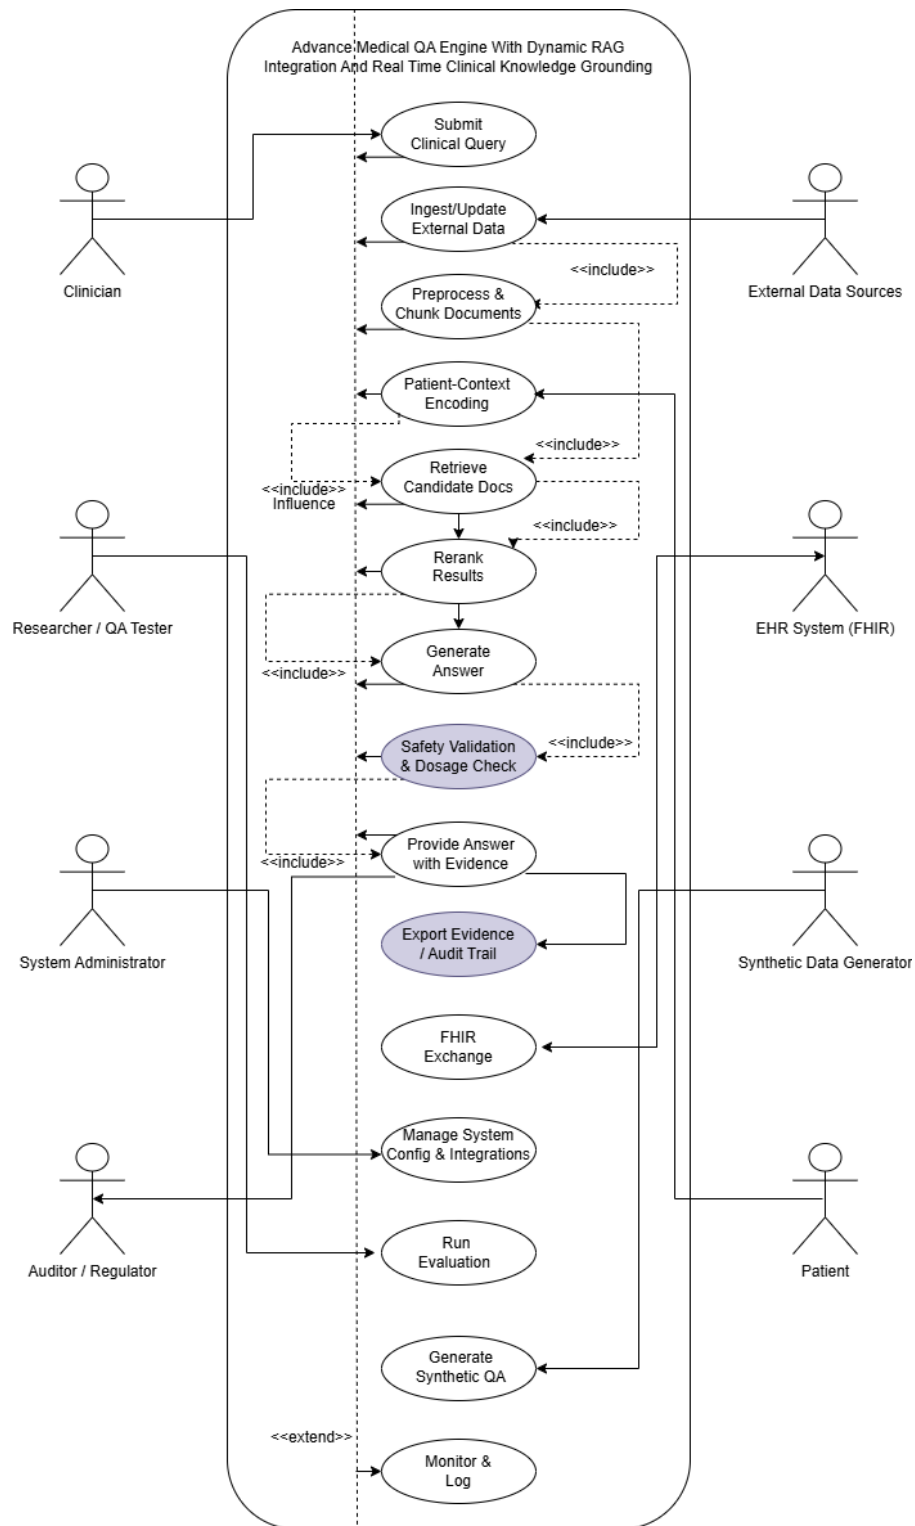 Advance Medical QA Engine With Dynamic RAG
Integration And Real Time Clinical Knowledge Grounding
Submit
Clinical Query
Clinician
Ingest/Update
External Data
External Data Sources
<<include>>
Preprocess &
Chunk Documents
Patient-Context
Encoding
<<include>>
Retrieve
Candidate Docs
<<include>>
Influence
<<include>>
Rerank
Results
Researcher / QA Tester
EHR System (FHIR)
Generate
Answer
<<include>>
Safety Validation
& Dosage Check
<<include>>
Provide Answer
with Evidence
<<include>>
Export Evidence
/ Audit Trail
System Administrator
Synthetic Data Generator
FHIR
Exchange
Manage System
Config & Integrations
Run
Evaluation
Auditor / Regulator
Patient
Generate
Synthetic QA
<<extend>>
Monitor &
Log